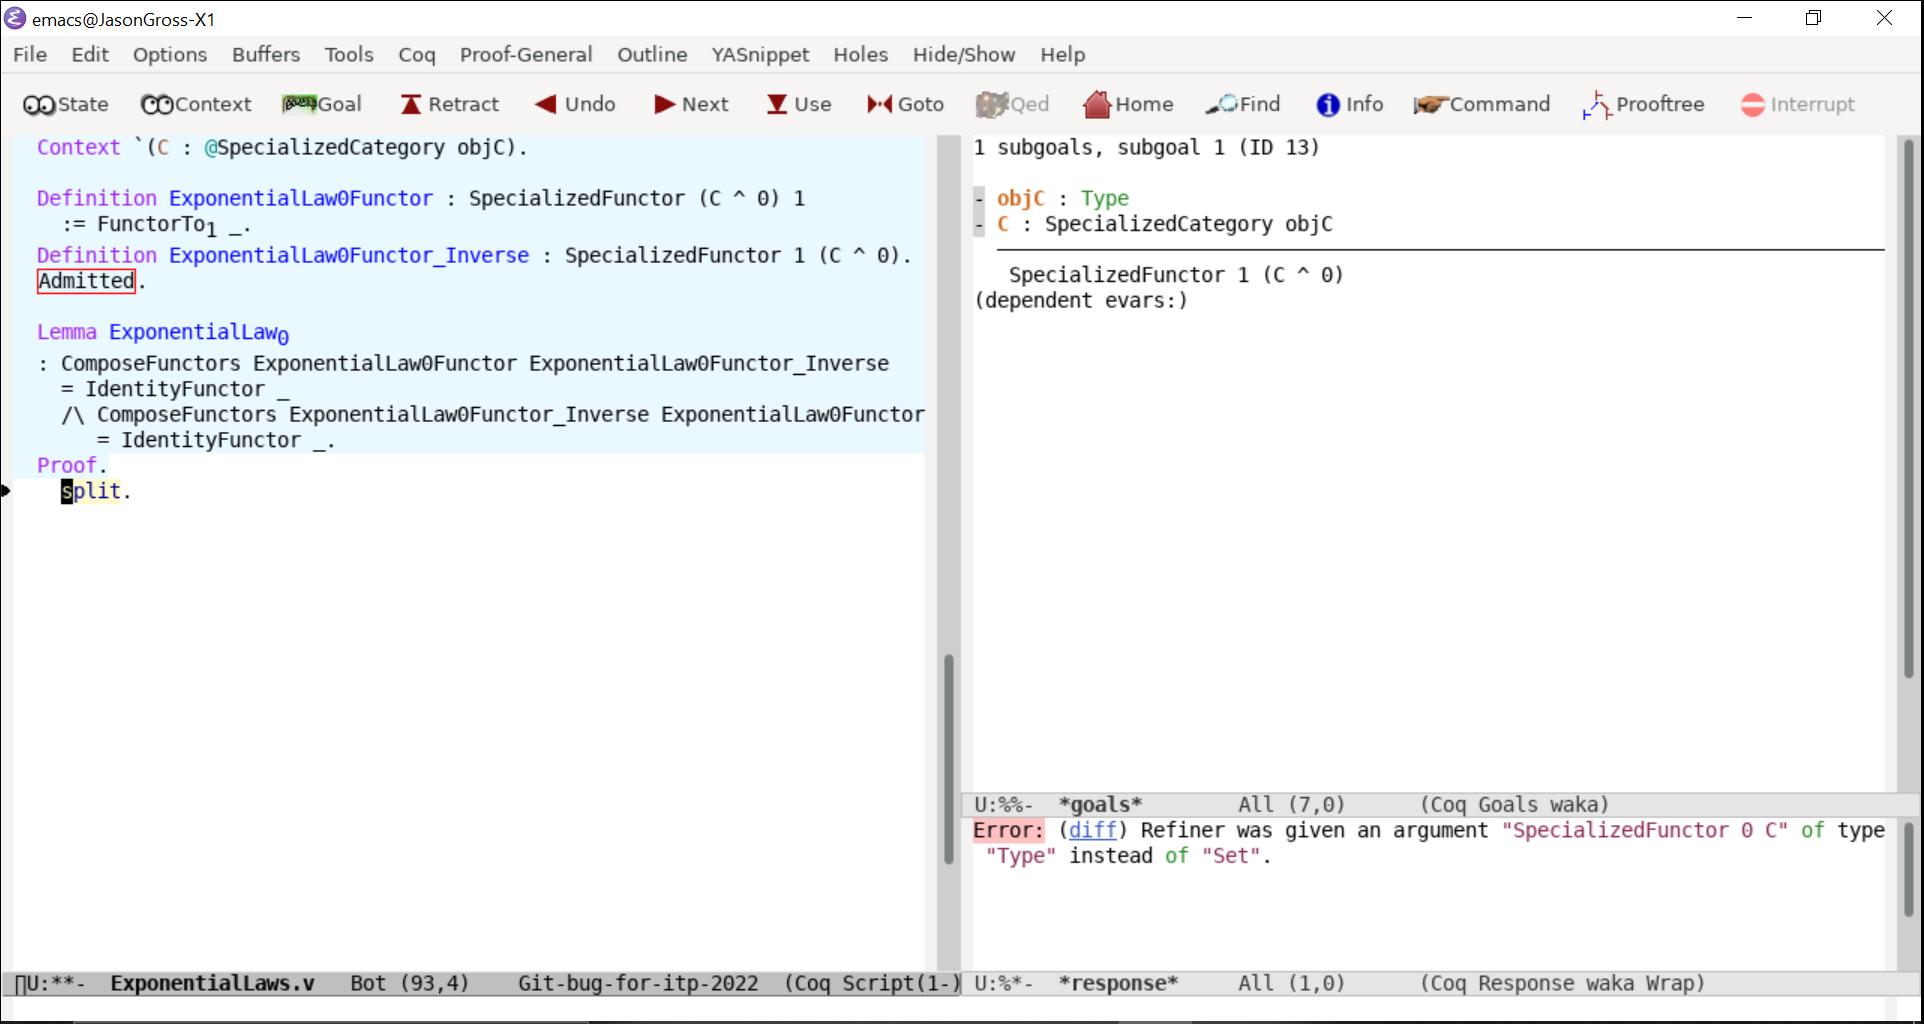 emacs@JasonGross-X1
File Edit Options Buffers Tools Coq Proof-General Outline YASnippet Holes Hide/Show Help
State Context Goal Retract Undo Next Use Goto Qed Home Find Info Command Prooftree Interrupt
Context `(C : @SpecializedCategory objC).
Definition ExponentialLaw0Functor : SpecializedFunctor (C ^ 0) 1
:= FunctorTo₁ _.
Definition ExponentialLaw0Functor_Inverse : SpecializedFunctor 1 (C ^ 0).
Admitted.
Lemma ExponentialLaw₀
: ComposeFunctors ExponentialLaw0Functor ExponentialLaw0Functor_Inverse
= IdentityFunctor _
/\ ComposeFunctors ExponentialLaw0Functor_Inverse ExponentialLaw0Functor
= IdentityFunctor _.
Proof.
split.
U:**- ExponentialLaws.v Bot (93,4) Git-bug-for-itp-2022 (Coq Script(1-)
1 subgoals, subgoal 1 (ID 13)
- objC : Type
- C : SpecializedCategory objC
SpecializedFunctor 1 (C ^ 0)
(dependent evars:)
U:%%- *goals* All (7,0) (Coq Goals waka)
Error: (diff) Refiner was given an argument "SpecializedFunctor 0 C" of type
"Type" instead of "Set".
U:%*- *response* All (1,0) (Coq Response waka Wrap)